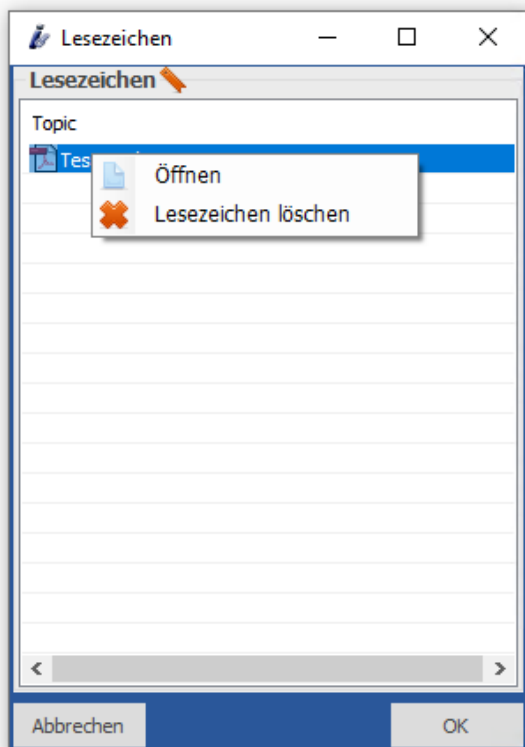 Lesezeichen
Lesezeichen
Topic
Öffnen
Lesezeichen löschen
Abbrechen
OK